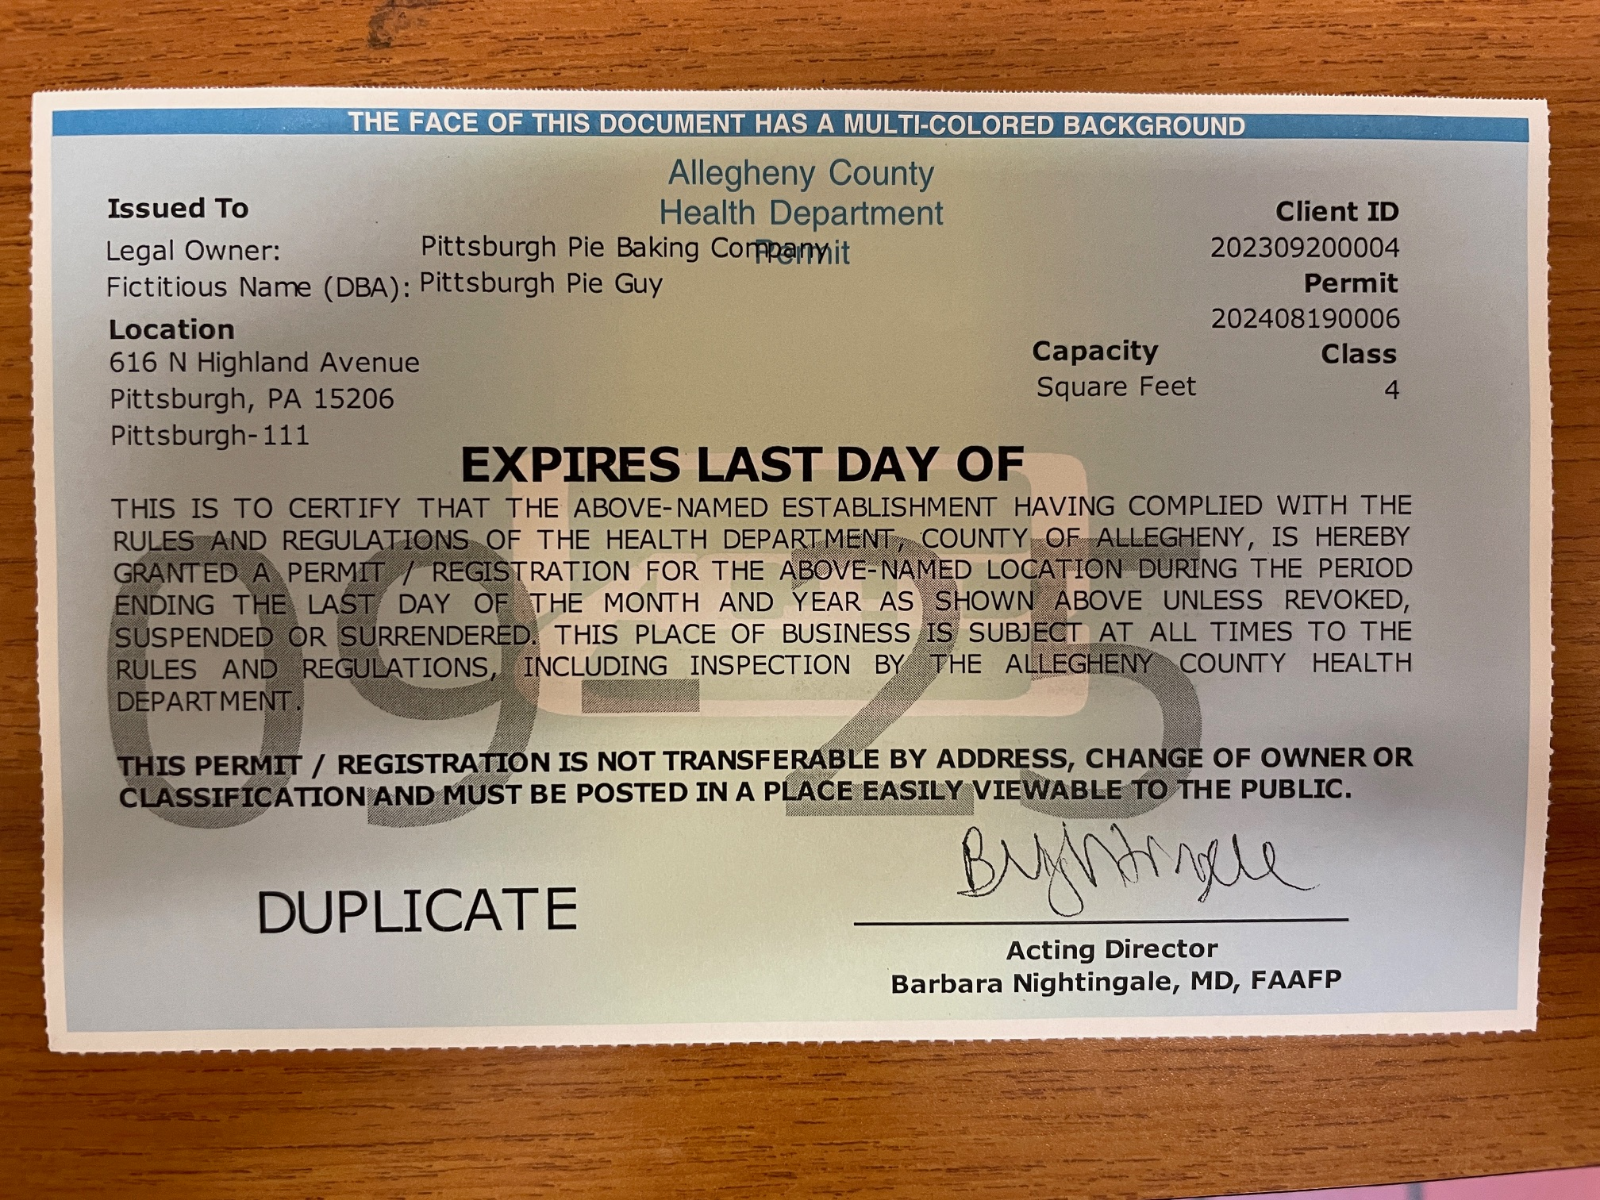 THE FACE OF THIS DOCUMENT HAS A MULTI-COLORED BACKGROUND
Allegheny County
Health Department
Permit
Issued To
Legal Owner: Pittsburgh Pie Baking Company
Fictitious Name (DBA): Pittsburgh Pie Guy
Location
616 N Highland Avenue
Pittsburgh, PA 15206
Pittsburgh-111
Client ID
202309200004
Permit
202408190006
Capacity Class
Square Feet 4
EXPIRES LAST DAY OF
09-25
THIS IS TO CERTIFY THAT THE ABOVE-NAMED ESTABLISHMENT HAVING COMPLIED WITH THE
RULES AND REGULATIONS OF THE HEALTH DEPARTMENT, COUNTY OF ALLEGHENY, IS HEREBY
GRANTED A PERMIT / REGISTRATION FOR THE ABOVE-NAMED LOCATION DURING THE PERIOD
ENDING THE LAST DAY OF THE MONTH AND YEAR AS SHOWN ABOVE UNLESS REVOKED,
SUSPENDED OR SURRENDERED. THIS PLACE OF BUSINESS IS SUBJECT AT ALL TIMES TO THE
RULES AND REGULATIONS, INCLUDING INSPECTION BY THE ALLEGHENY COUNTY HEALTH
DEPARTMENT.
THIS PERMIT / REGISTRATION IS NOT TRANSFERABLE BY ADDRESS, CHANGE OF OWNER OR
CLASSIFICATION AND MUST BE POSTED IN A PLACE EASILY VIEWABLE TO THE PUBLIC.
DUPLICATE
Acting Director
Barbara Nightingale, MD, FAAFP